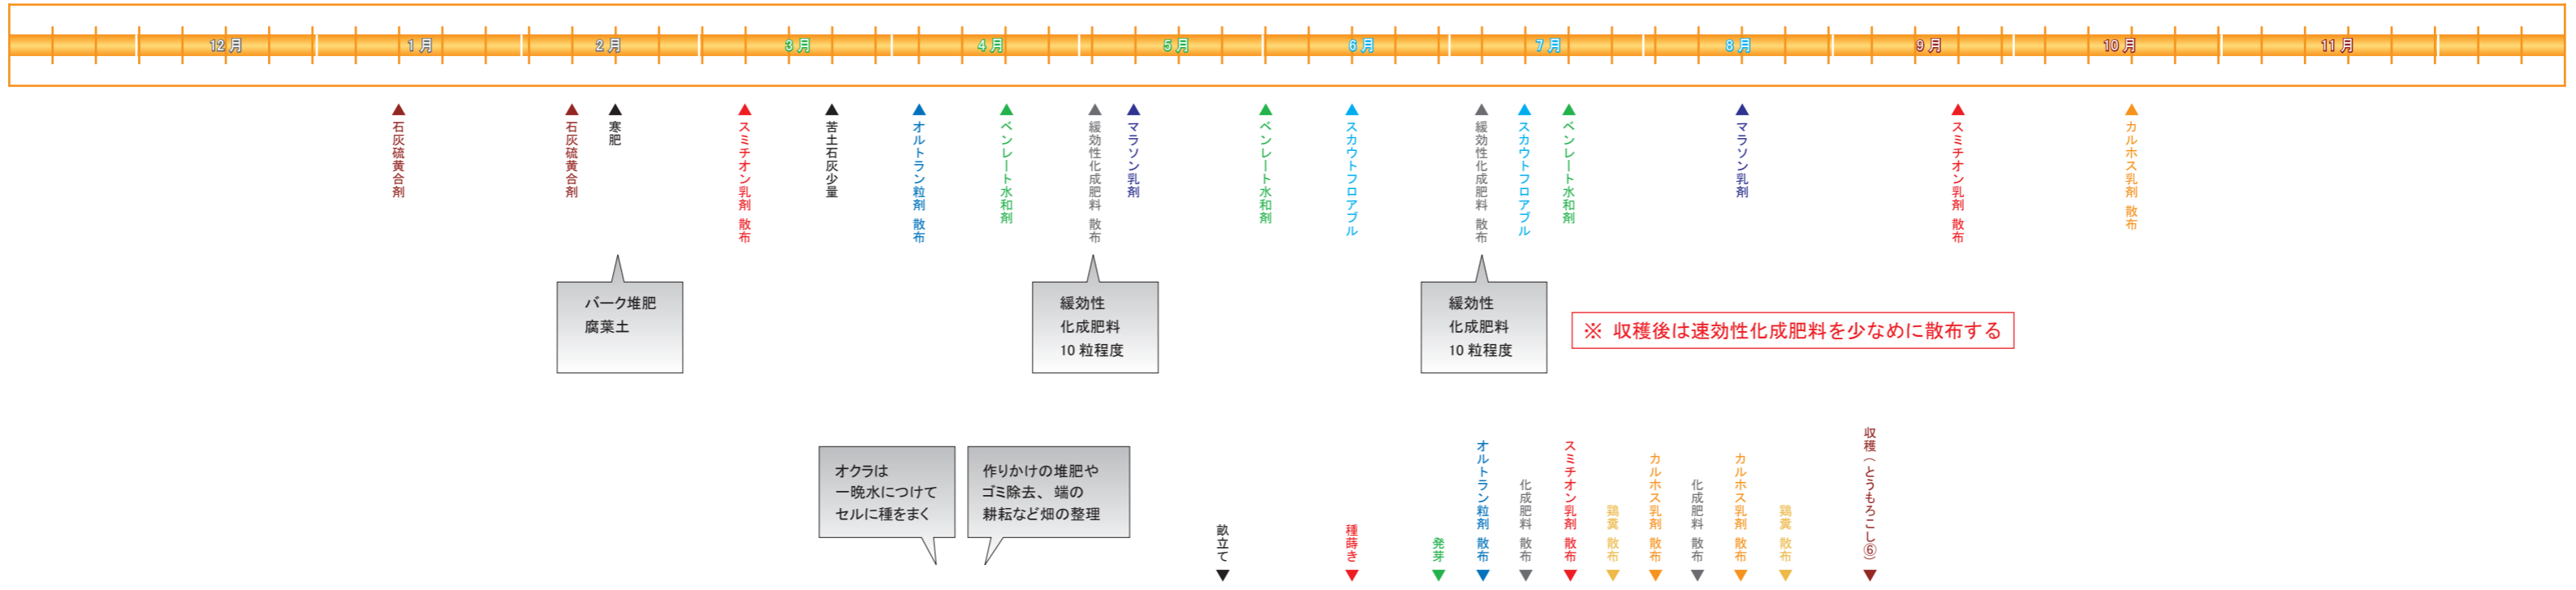 12月
1月
2月
3月
4月
5月
6月
7月
8月
9月
10月
11月
石灰硫黄合剤
石灰硫黄合剤
寒肥
スミチオン乳剤 散布
苦土石灰少量
オルトラン粒剤 散布
ベンレート水和剤
緩効性化成肥料 散布
マラソン乳剤
ベンレート水和剤
スカウトフロアブル
緩効性化成肥料 散布
スカウトフロアブル
ベンレート水和剤
マラソン乳剤
スミチオン乳剤 散布
カルホス乳剤 散布
バーク堆肥
腐葉土
緩効性
化成肥料
10粒程度
緩効性
化成肥料
10粒程度
※ 収穫後は速効性化成肥料を少なめに散布する
オクラは
一晩水につけて
セルに種をまく
作りかけの堆肥や
ゴミ除去、端の
耕耘など畑の整理
畝立て
種蒔き
発芽
オルトラン粒剤 散布
化成肥料 散布
スミチオン乳剤 散布
鶏糞 散布
カルホス乳剤 散布
化成肥料 散布
カルホス乳剤 散布
鶏糞 散布
収穫（とうもろこし⑥）